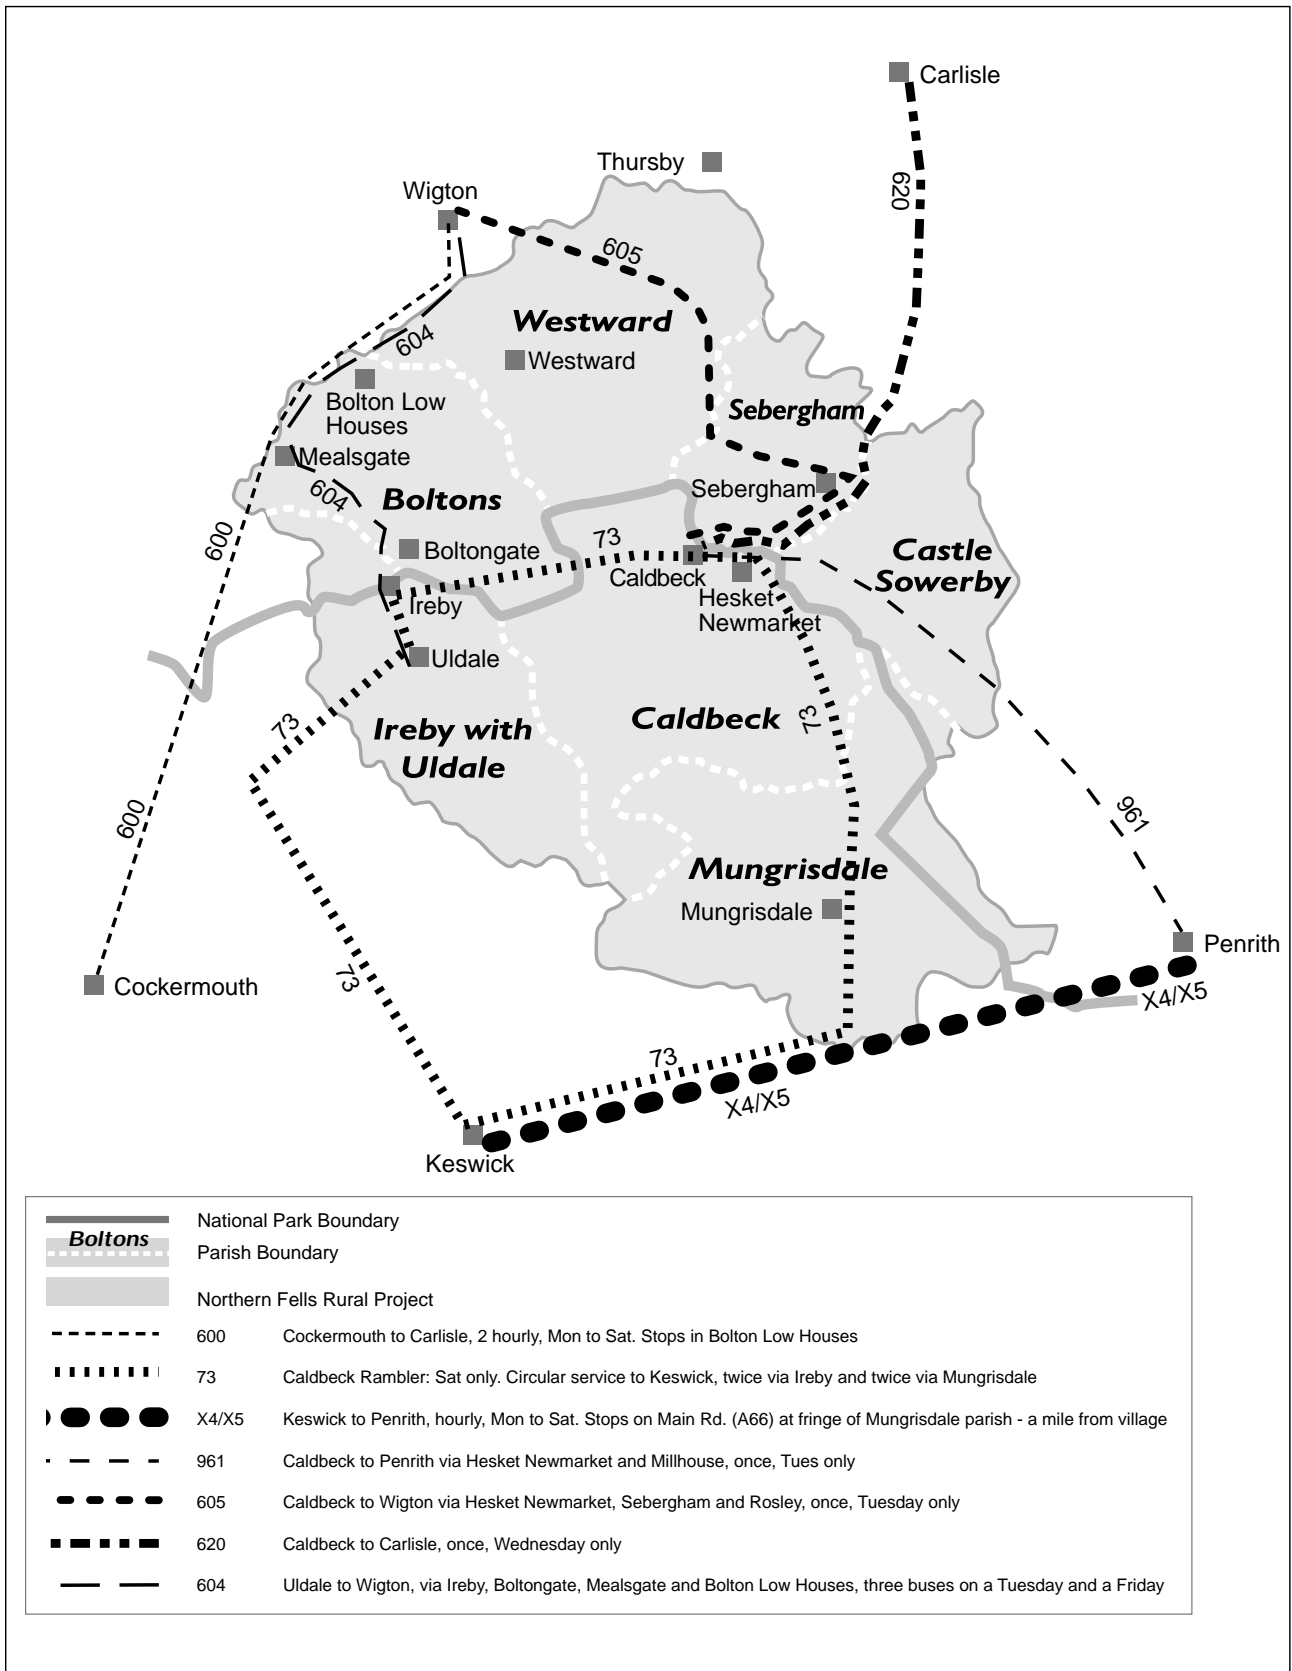 Carlisle
Thursby
Wigton
620
605
Westward
604
Westward
Bolton Low
Houses
Sebergham
Mealsgate
Sebergham
604
Boltons
600
73
Boltongate
Castle
Sowerby
Caldbeck
Hesket
Newmarket
Ireby
Uldale
73
Ireby with
Uldale
Caldbeck
73
600
961
Mungrisdale
Mungrisdale
Penrith
73
Cockermouth
X4/X5
73
X4/X5
Keswick
National Park Boundary
Boltons
Parish Boundary
Northern Fells Rural Project
600 Cockermouth to Carlisle, 2 hourly, Mon to Sat. Stops in Bolton Low Houses
73 Caldbeck Rambler: Sat only. Circular service to Keswick, twice via Ireby and twice via Mungrisdale
X4/X5 Keswick to Penrith, hourly, Mon to Sat. Stops on Main Rd. (A66) at fringe of Mungrisdale parish - a mile from village
961 Caldbeck to Penrith via Hesket Newmarket and Millhouse, once, Tues only
605 Caldbeck to Wigton via Hesket Newmarket, Sebergham and Rosley, once, Tuesday only
620 Caldbeck to Carlisle, once, Wednesday only
604 Uldale to Wigton, via Ireby, Boltongate, Mealsgate and Bolton Low Houses, three buses on a Tuesday and a Friday